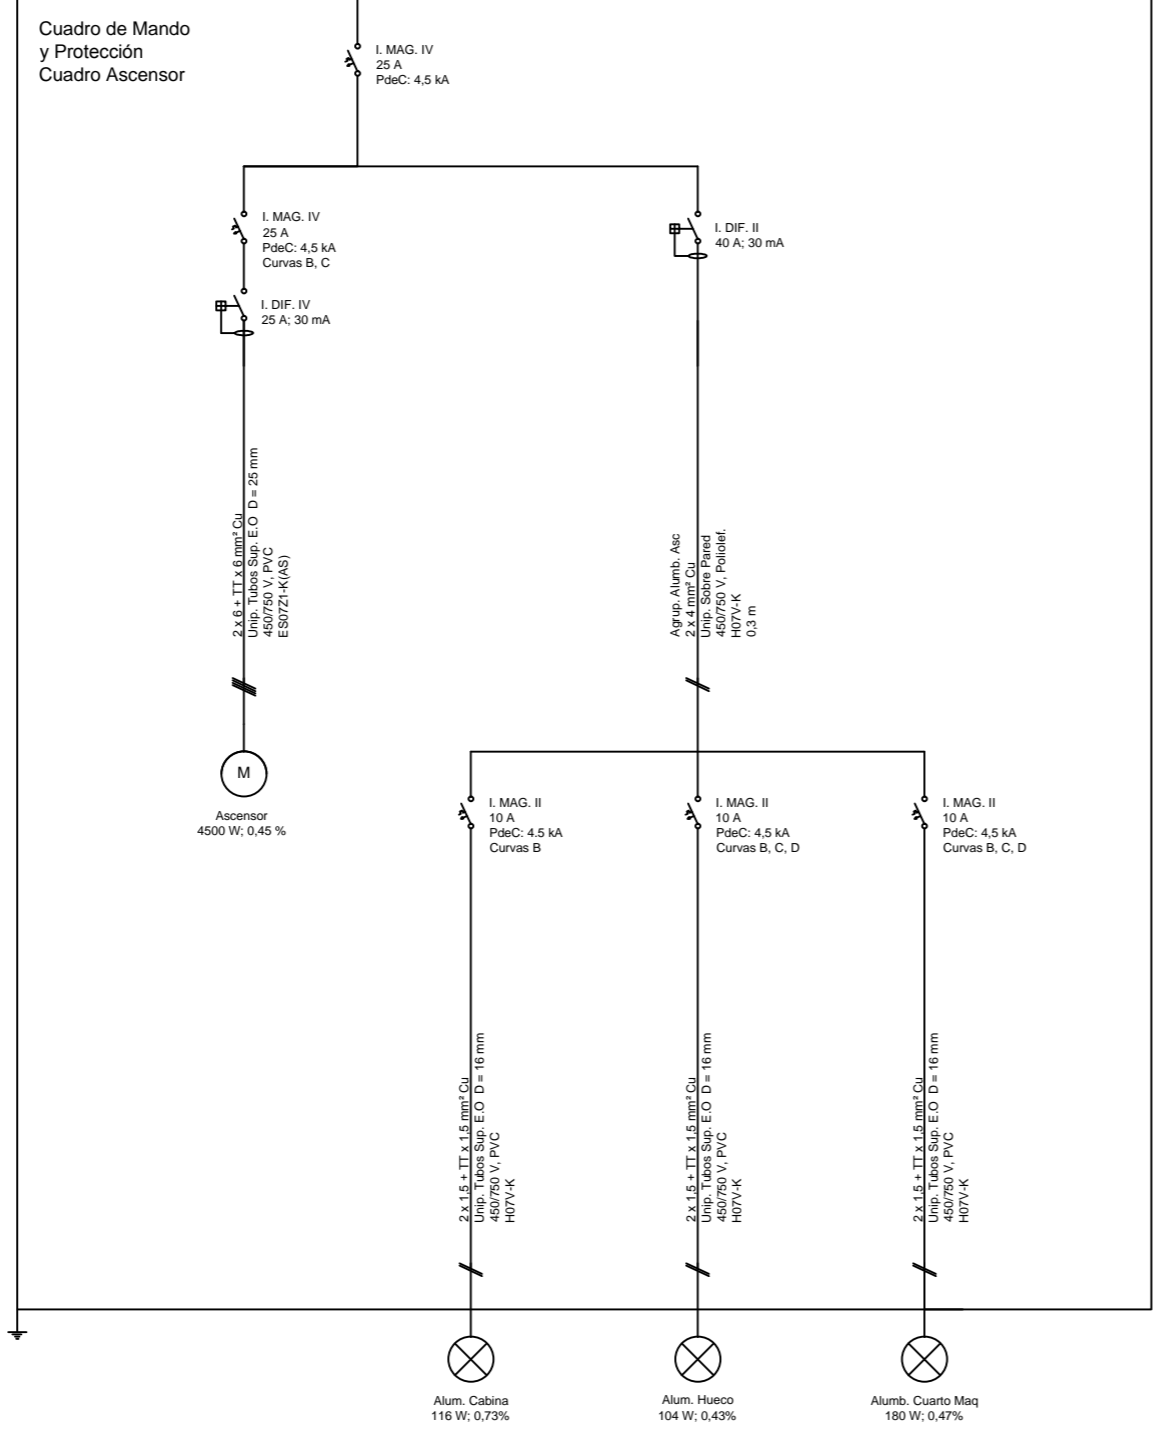 Cuadro de Mando
y Protección
Cuadro Ascensor
I. MAG. IV
25 A
PdeC: 4,5 kA
I. MAG. IV
25 A
PdeC: 4,5 kA
Curvas B, C
I. DIF. IV
25 A; 30 mA
I. DIF. II
40 A; 30 mA
2 x 6 + TT x 6 mm² Cu
Unip. Tubos Sup. E.O D = 25 mm
450/750 V, PVC
ES07Z1-K(AS)
Agrup. Alumb. Asc
2 x 4 mm² Cu
Unip. Sobre Pared
450/750 V, Poliolef.
H07V-K
0,3 m
M
Ascensor
4500 W; 0,45 %
I. MAG. II
10 A
PdeC: 4.5 kA
Curvas B
I. MAG. II
10 A
PdeC: 4,5 kA
Curvas B, C, D
I. MAG. II
10 A
PdeC: 4,5 kA
Curvas B, C, D
2 x 1,5 + TT x 1,5 mm² Cu
Unip. Tubos Sup. E.O D = 16 mm
450/750 V, PVC
H07V-K
2 x 1,5 + TT x 1,5 mm² Cu
Unip. Tubos Sup. E.O D = 16 mm
450/750 V, PVC
H07V-K
2 x 1,5 + TT x 1,5 mm² Cu
Unip. Tubos Sup. E.O D = 16 mm
450/750 V, PVC
H07V-K
Alum. Cabina
116 W; 0,73%
Alum. Hueco
104 W; 0,43%
Alumb. Cuarto Maq
180 W; 0,47%